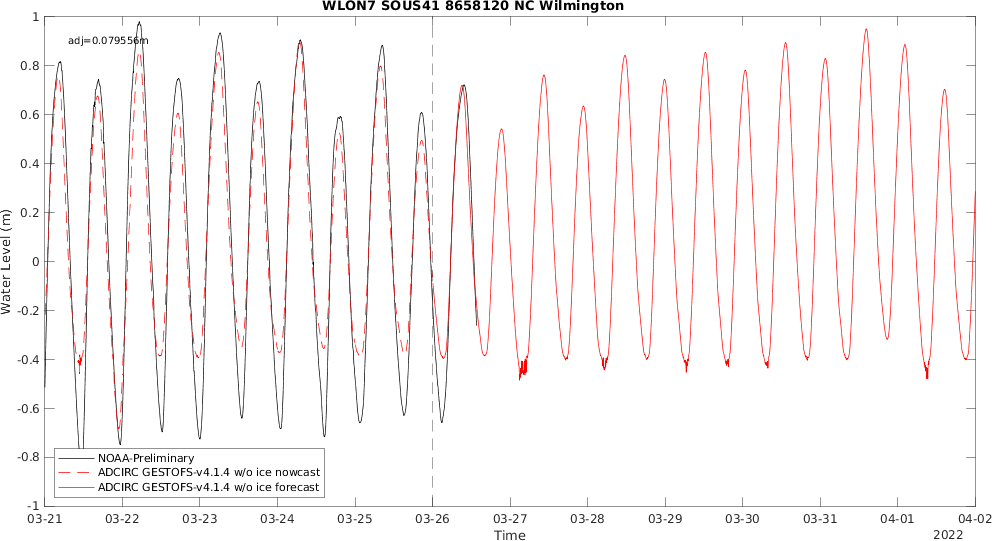 WLON7 SOUS41 8658120 NC Wilmington
adj=0.079556m
Water Level (m)
1
0.8
0.6
0.4
0.2
0
-0.2
-0.4
-0.6
-0.8
-1
NOAA-Preliminary
ADCIRC GESTOFS-v4.1.4 w/o ice nowcast
ADCIRC GESTOFS-v4.1.4 w/o ice forecast
03-21 03-22 03-23 03-24 03-25 03-26 03-27 03-28 03-29 03-30 03-31 04-01 04-02
Time
2022